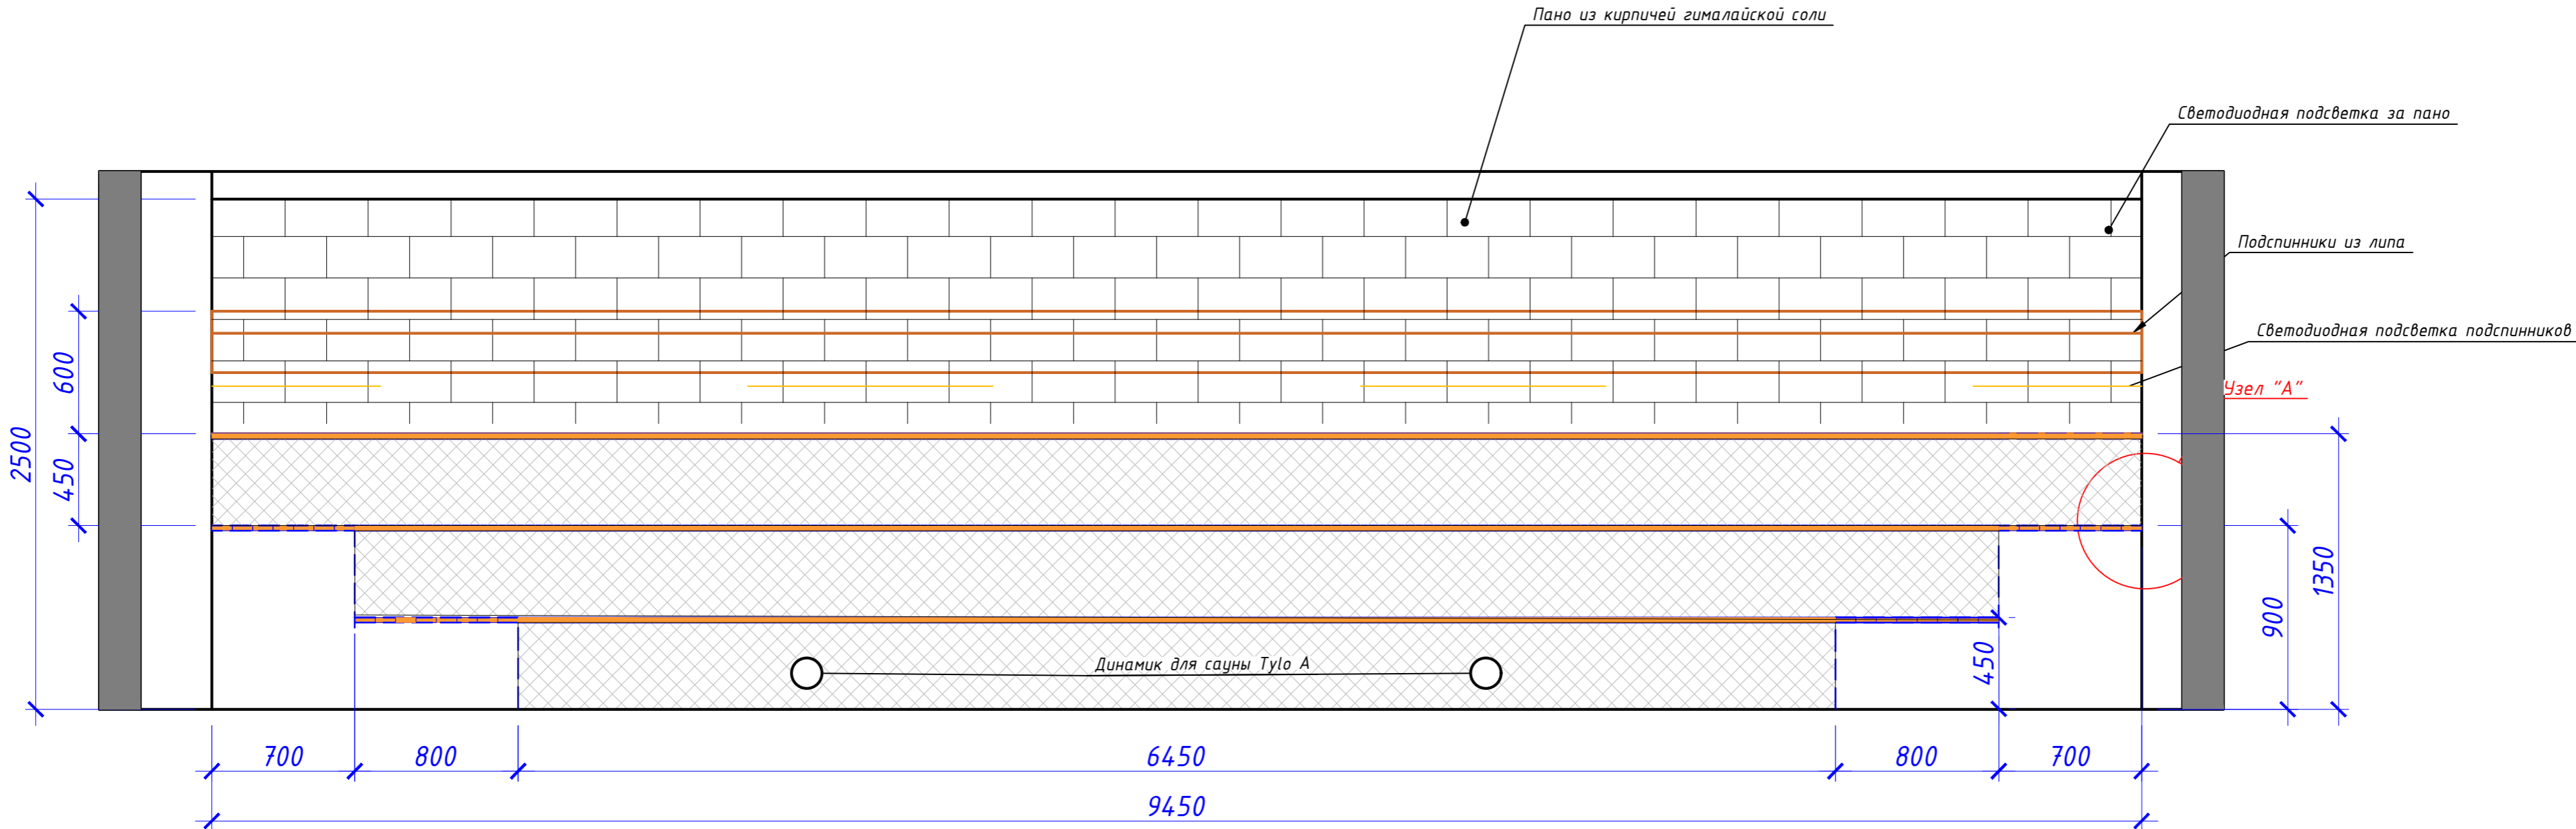 Пано из кирпичей гималайской соли
Светодиодная подсветка за пано
Подспинники из липа
Светодиодная подсветка подспинников
Узел "А"
2500
600
450
1350
900
450
Динамик для сауны Tylo A
700
800
6450
800
700
9450